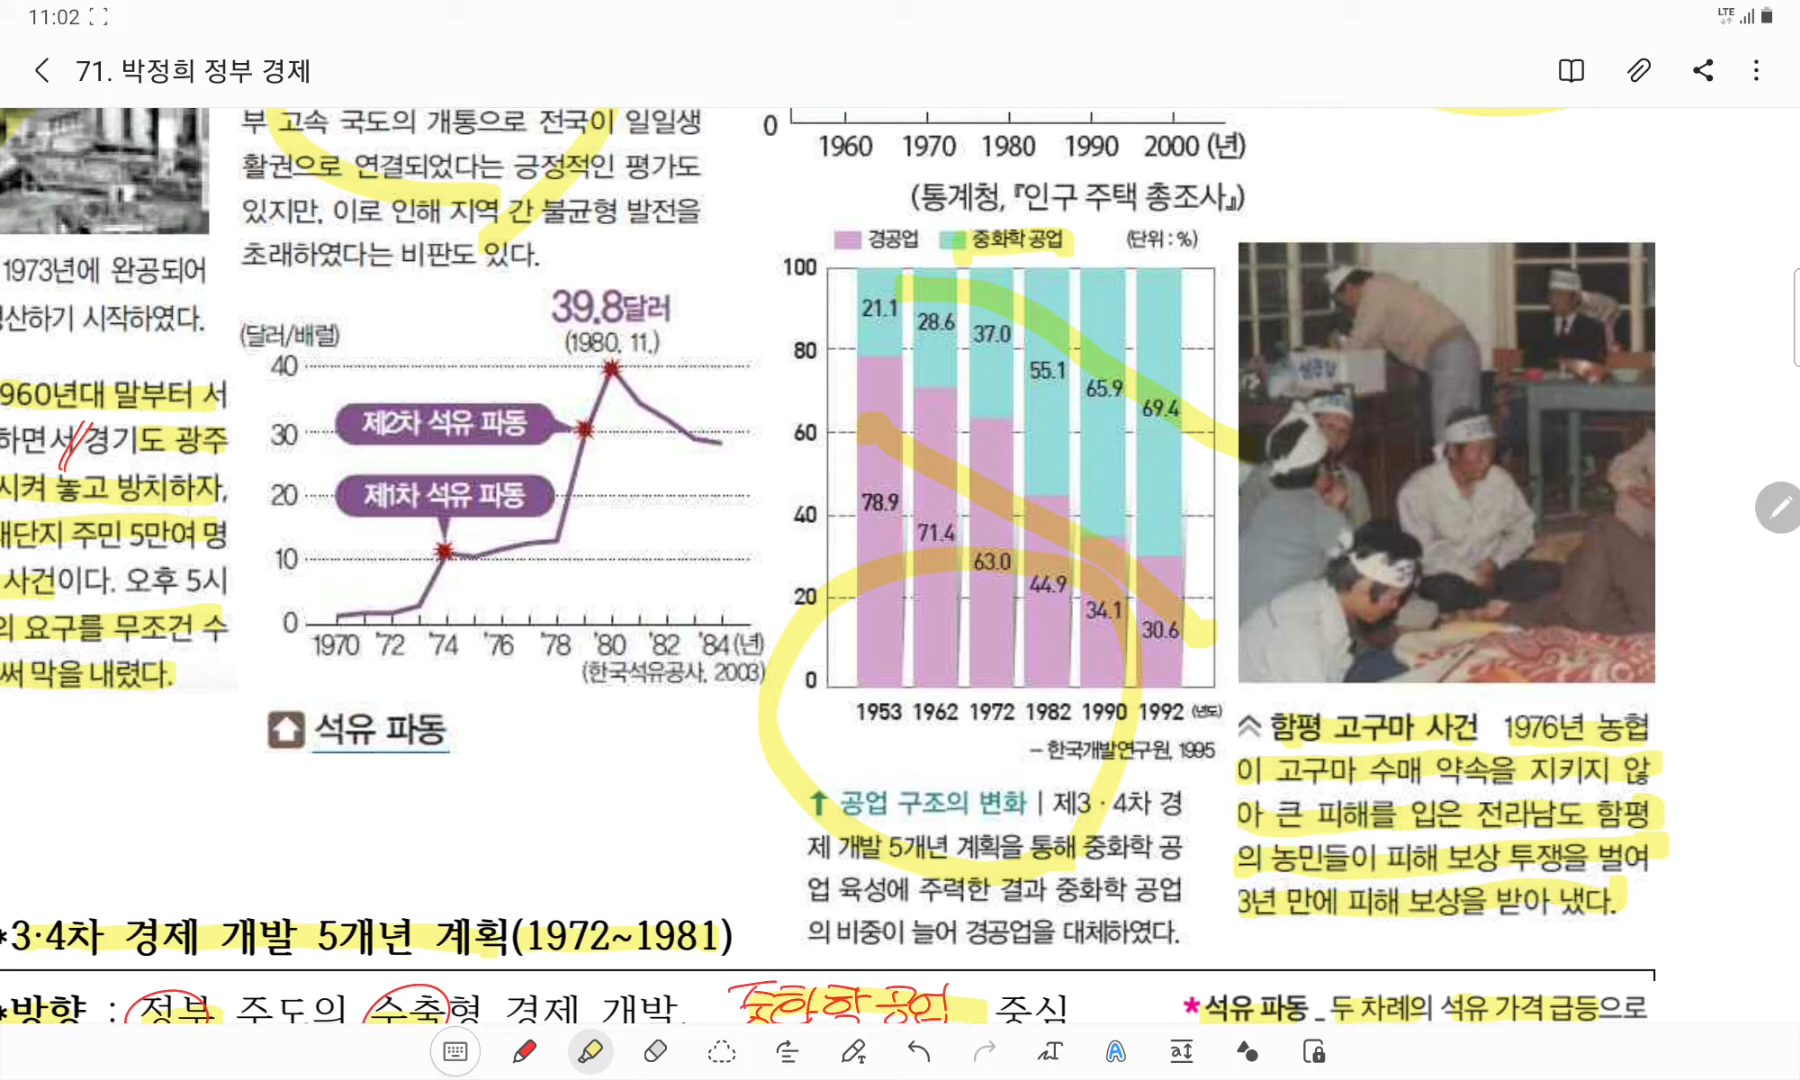 11:02
LTE
71. 박정희 정부 경제
부 고속 국도의 개통으로 전국이 일일생
활권으로 연결되었다는 긍정적인 평가도
있지만, 이로 인해 지역 간 불균형 발전을
초래하였다는 비판도 있다.
1973년에 완공되어
산하기 시작하였다.
960년대 말부터 서
하면서 경기도 광주
시켜 놓고 방치하자,
대단지 주민 5만여 명
사건이다. 오후 5시
의 요구를 무조건 수
써 막을 내렸다.
39.8달러
(달러/배럴)
(1980. 11.)
40
30
20
10
0
제2차 석유 파동
제1차 석유 파동
1970 '72 '74 '76 '78 '80 '82 '84(년)
(한국석유공사, 2003)
석유 파동
0
1960 1970 1980 1990 2000 (년)
(통계청, 『인구 주택 총조사』)
경공업 중화학 공업 (단위 : %)
100
80
60
40
20
0
21.1 28.6 37.0 55.1 65.9 69.4
78.9 71.4 63.0 44.9 34.1 30.6
1953 1962 1972 1982 1990 1992 (년도)
– 한국개발연구원, 1995
공업 구조의 변화 | 제3 · 4차 경
제 개발 5개년 계획을 통해 중화학 공
업 육성에 주력한 결과 중화학 공업
의 비중이 늘어 경공업을 대체하였다.
함평 고구마 사건 1976년 농협
이 고구마 수매 약속을 지키지 않
아 큰 피해를 입은 전라남도 함평
의 농민들이 피해 보상 투쟁을 벌여
3년 만에 피해 보상을 받아 냈다.
*3·4차 경제 개발 5개년 계획(1972~1981)
*방향 : 정부 주도의 수출형 경제 개발, 중화학 공업 중심
* 석유 파동 _ 두 차례의 석유 가격 급등으로